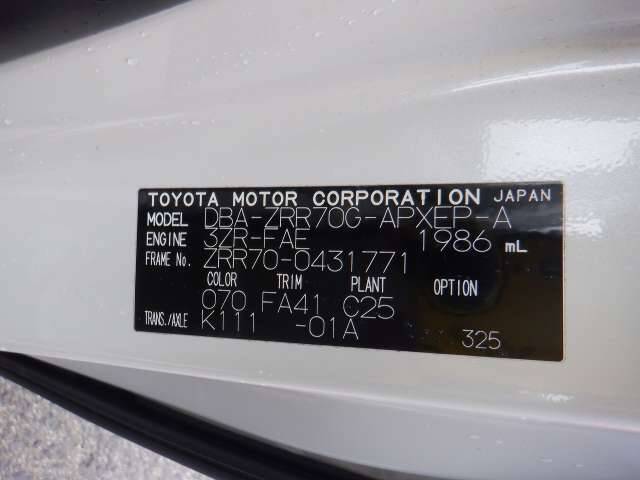 TOYOTA MOTOR CORPORATION JAPAN
MODEL DBA-ZRR70G-APXEP-A
ENGINE 3ZR-FAE 1986 mL
FRAME No. ZRR70-0431771
COLOR TRIM PLANT OPTION
070 FA41 C25
TRANS./AXLE K111 -01A
325